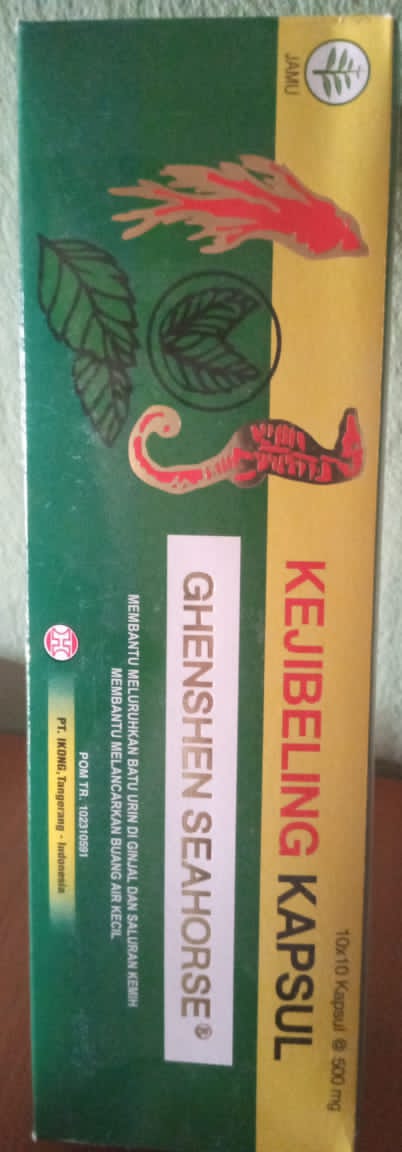 JAMU
10x10 Kapsul @ 500 mg
KEJIBELING KAPSUL
GHENSHEN SEAHORSE®
MEMBANTU MELURUHKAN BATU URIN DI GINJAL DAN SALURAN KEMIH
MEMBANTU MELANCARKAN BUANG AIR KECIL
POM TR. 102310591
PT. IKONG, Tangerang - Indonesia